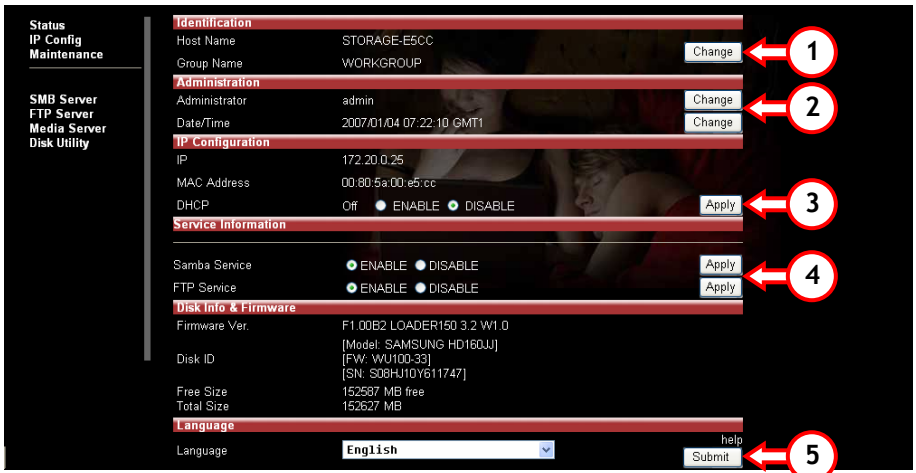 Status
IP Config
Maintenance
SMB Server
FTP Server
Media Server
Disk Utility
Identification
Host Name STORAGE-E5CC
Group Name WORKGROUP
Change
1
Administration
Administrator admin Change
Date/Time 2007/01/04 07:22:10 GMT1 Change
2
IP Configuration
IP 172.20.0.25
MAC Address 00:80:5a:00:e5:cc
DHCP Off ENABLE DISABLE Apply
3
Service Information
Samba Service ENABLE DISABLE Apply
FTP Service ENABLE DISABLE Apply
4
Disk Info & Firmware
Firmware Ver. F1.00B2 LOADER150 3.2 W1.0
Disk ID [Model: SAMSUNG HD160JJ]
[FW: WU100-33]
[SN: S08HJ10Y611747]
Free Size 152587 MB free
Total Size 152627 MB
Language
help
Language English Submit
5